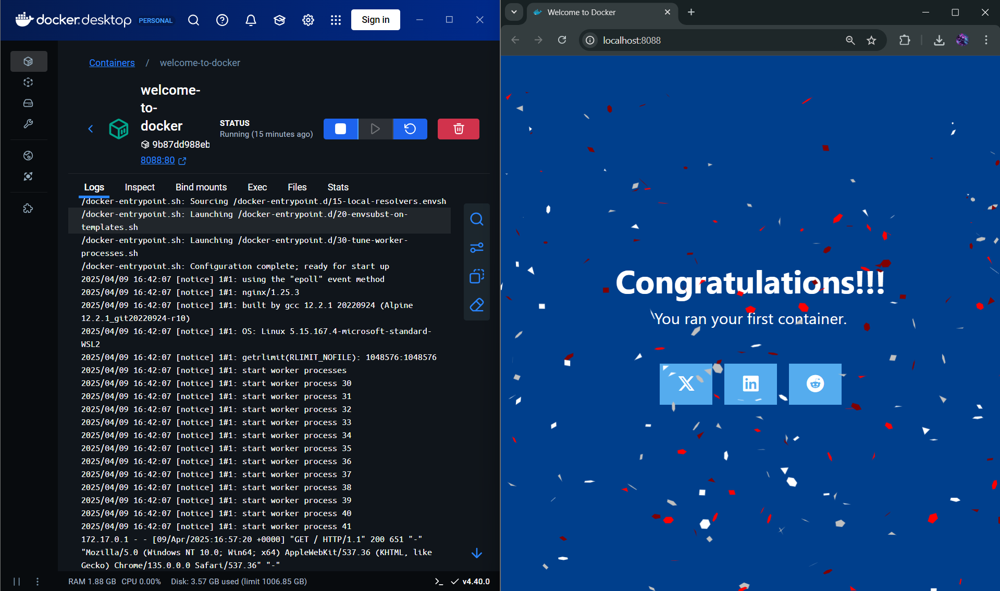 docker.desktop PERSONAL Sign in
Containers / welcome-to-docker
welcome-
to-
docker
9b87dd988eb
8088:80
STATUS
Running (15 minutes ago)
Logs Inspect Bind mounts Exec Files Stats
/docker-entrypoint.sh: Sourcing /docker-entrypoint.d/15-local-resolvers.envsh
/docker-entrypoint.sh: Launching /docker-entrypoint.d/20-envsubst-on-
templates.sh
/docker-entrypoint.sh: Launching /docker-entrypoint.d/30-tune-worker-
processes.sh
/docker-entrypoint.sh: Configuration complete; ready for start up
2025/04/09 16:42:07 [notice] 1#1: using the "epoll" event method
2025/04/09 16:42:07 [notice] 1#1: nginx/1.25.3
2025/04/09 16:42:07 [notice] 1#1: built by gcc 12.2.1 20220924 (Alpine
12.2.1_git20220924-r10)
2025/04/09 16:42:07 [notice] 1#1: OS: Linux 5.15.167.4-microsoft-standard-
WSL2
2025/04/09 16:42:07 [notice] 1#1: getrlimit(RLIMIT_NOFILE): 1048576:1048576
2025/04/09 16:42:07 [notice] 1#1: start worker processes
2025/04/09 16:42:07 [notice] 1#1: start worker process 30
2025/04/09 16:42:07 [notice] 1#1: start worker process 31
2025/04/09 16:42:07 [notice] 1#1: start worker process 32
2025/04/09 16:42:07 [notice] 1#1: start worker process 33
2025/04/09 16:42:07 [notice] 1#1: start worker process 34
2025/04/09 16:42:07 [notice] 1#1: start worker process 35
2025/04/09 16:42:07 [notice] 1#1: start worker process 36
2025/04/09 16:42:07 [notice] 1#1: start worker process 37
2025/04/09 16:42:07 [notice] 1#1: start worker process 38
2025/04/09 16:42:07 [notice] 1#1: start worker process 39
2025/04/09 16:42:07 [notice] 1#1: start worker process 40
2025/04/09 16:42:07 [notice] 1#1: start worker process 41
172.17.0.1 - - [09/Apr/2025:16:57:20 +0000] "GET / HTTP/1.1" 200 651 "-"
"Mozilla/5.0 (Windows NT 10.0; Win64; x64) AppleWebKit/537.36 (KHTML, like
Gecko) Chrome/135.0.0.0 Safari/537.36" "-"
RAM 1.88 GB CPU 0.00% Disk: 3.57 GB used (limit 1006.85 GB) v4.40.0
Welcome to Docker
localhost:8088
Congratulations!!!
You ran your first container.
X in